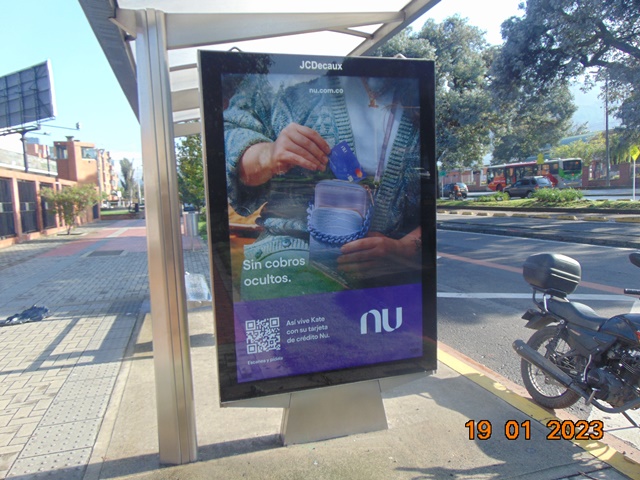 JCDecaux
nu.com.co
Sin cobros
ocultos.
Así vive Kate
con su tarjeta
de crédito Nu.
nu
19 01 2023